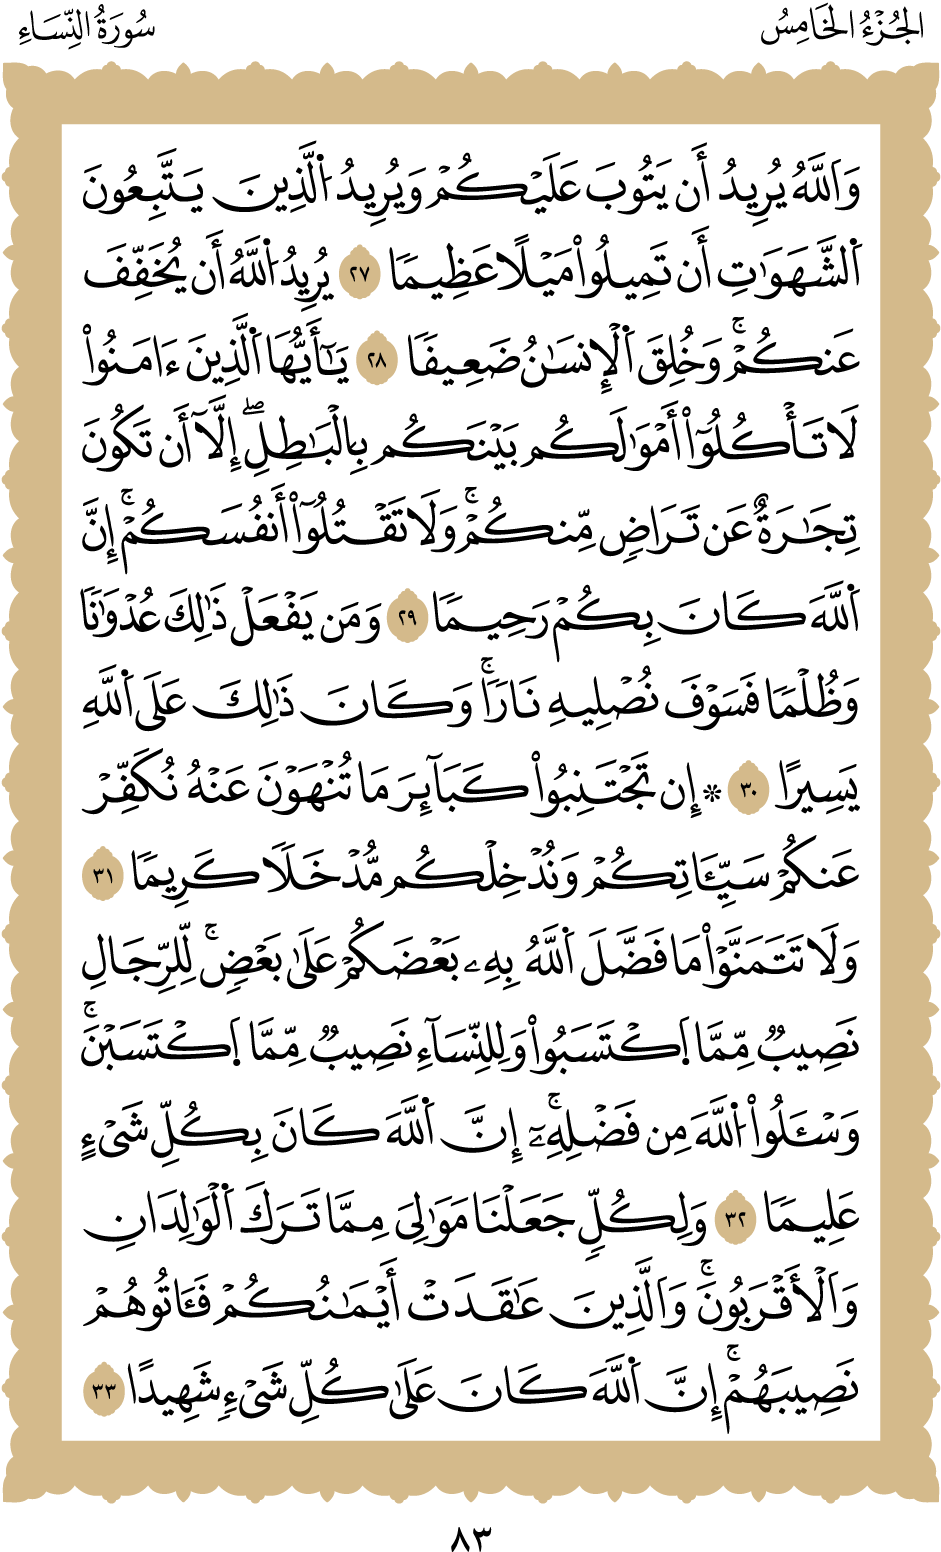 الجُزْءُ الخَامِسُ
سُورَةُ النِّسَاءِ
وَٱللَّهُ يُرِيدُ أَن يَتُوبَ عَلَيْكُمْ وَيُرِيدُ ٱلَّذِينَ يَتَّبِعُونَ
ٱلشَّهَوَٰتِ أَن تَمِيلُوا۟ مَيْلًا عَظِيمًا ٢٧ يُرِيدُ ٱللَّهُ أَن يُخَفِّفَ
عَنكُمْ ۚ وَخُلِقَ ٱلْإِنسَٰنُ ضَعِيفًا ٢٨ يَٰٓأَيُّهَا ٱلَّذِينَ ءَامَنُوا۟
لَا تَأْكُلُوٓا۟ أَمْوَٰلَكُم بَيْنَكُم بِٱلْبَٰطِلِ ۖ إِلَّآ أَن تَكُونَ
تِجَٰرَةٌ عَن تَرَاضٍ مِّنكُمْ ۚ وَلَا تَقْتُلُوٓا۟ أَنفُسَكُمْ ۚ إِنَّ
ٱللَّهَ كَانَ بِكُمْ رَحِيمًا ٢٩ وَمَن يَفْعَلْ ذَٰلِكَ عُدْوَٰنًا
وَظُلْمًا فَسَوْفَ نُصْلِيهِ نَارًا ۚ وَكَانَ ذَٰلِكَ عَلَى ٱللَّهِ
يَسِيرًا ٣٠ ۞ إِن تَجْتَنِبُوا۟ كَبَآئِرَ مَا تُنْهَوْنَ عَنْهُ نُكَفِّرْ
عَنكُمْ سَيِّـَٔاتِكُمْ وَنُدْخِلْكُم مُّدْخَلًا كَرِيمًا ٣١
وَلَا تَتَمَنَّوْا۟ مَا فَضَّلَ ٱللَّهُ بِهِۦ بَعْضَكُمْ عَلَىٰ بَعْضٍ ۚ لِّلرِّجَالِ
نَصِيبٌ مِّمَّا ٱكْتَسَبُوا۟ وَلِلنِّسَآءِ نَصِيبٌ مِّمَّا ٱكْتَسَبْنَ ۚ
وَسْـَٔلُوا۟ ٱللَّهَ مِن فَضْلِهِۦٓ ۚ إِنَّ ٱللَّهَ كَانَ بِكُلِّ شَىْءٍ
عَلِيمًا ٣٢ وَلِكُلٍّ جَعَلْنَا مَوَٰلِىَ مِمَّا تَرَكَ ٱلْوَٰلِدَانِ
وَٱلْأَقْرَبُونَ ۚ وَٱلَّذِينَ عَٰقَدَتْ أَيْمَٰنُكُمْ فَـَٔاتُوهُمْ
نَصِيبَهُمْ ۚ إِنَّ ٱللَّهَ كَانَ عَلَىٰ كُلِّ شَىْءٍ شَهِيدًا ٣٣
٨٣